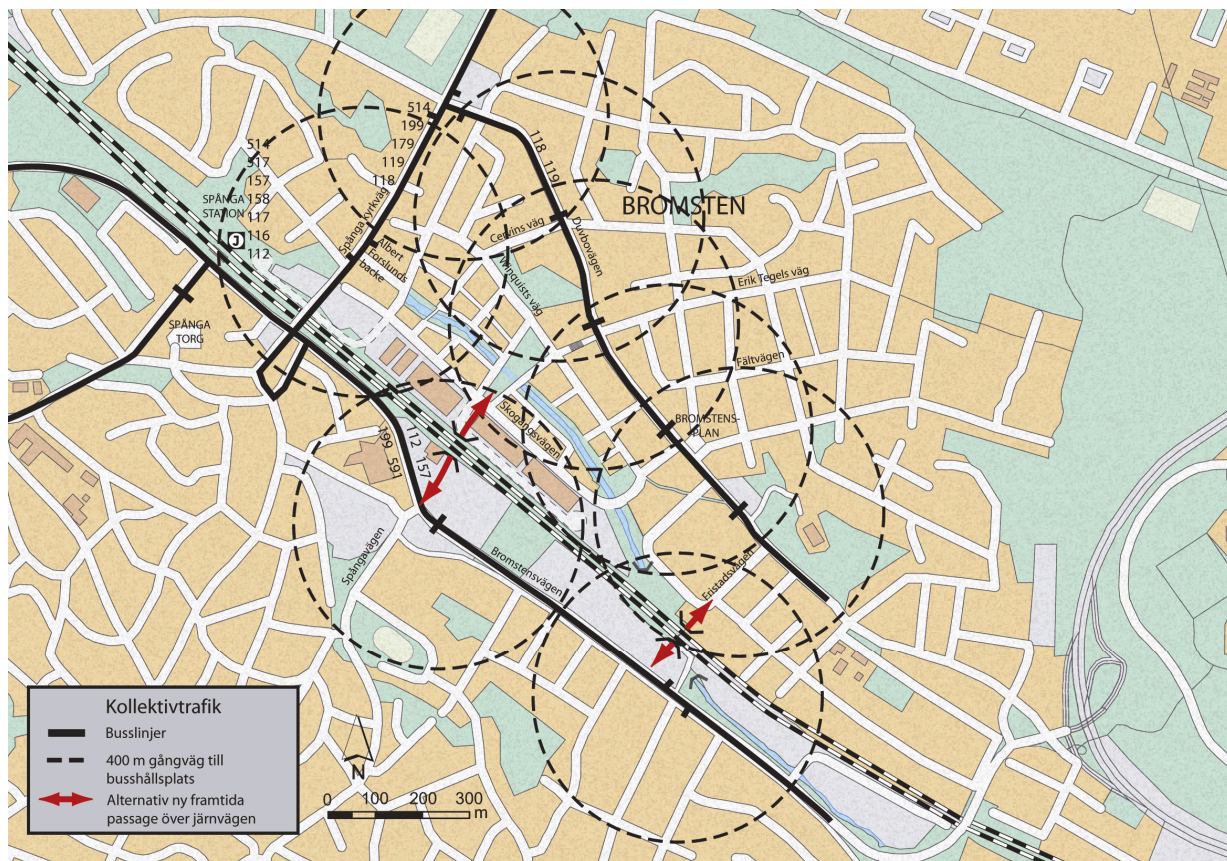 514
199
179
119
118
514
517
157
158
117
116
112
SPÅNGA
STATION
J
118 119
BROMSTEN
Spånga kyrkväg
Albert
Forslunds
backe
Cervins väg
Duvbovägen
Erik Tegels väg
SPÅNGA
TORG
Fältvägen
Skogängsvägen
BROMSTENS-
PLAN
199 591
112 157
Spångavägen
Bromstensvägen
Fristadsvägen
Kollektivtrafik
Busslinjer
400 m gångväg till
busshållsplats
Alternativ ny framtida
passage över järnvägen
N
0 100 200 300
m